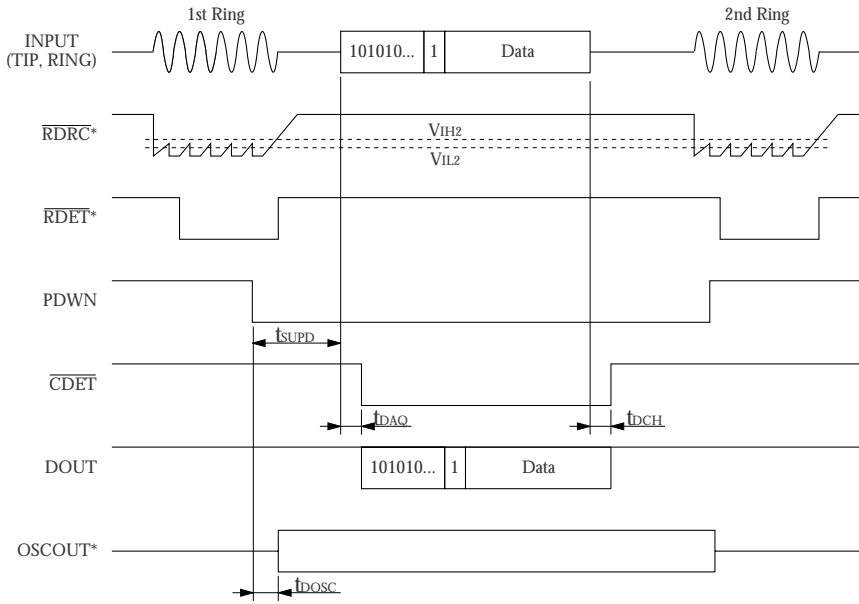 1st Ring
2nd Ring
INPUT
(TIP, RING)
101010... 1 Data
RDRC*
VIH2
VIL2
RDET*
PDWN
tSUPD
CDET
tDAQ
tDCH
DOUT
101010... 1 Data
OSCOUT*
tDOSC